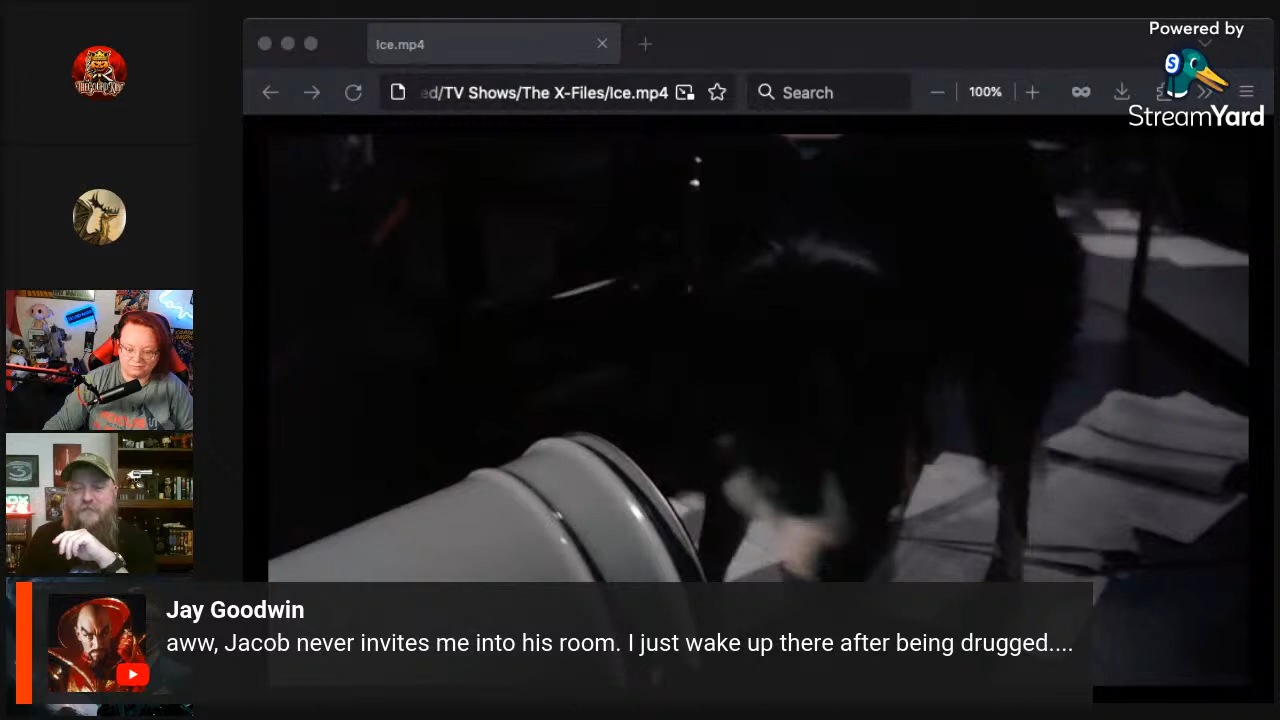 Powered by
StreamYard
Ice.mp4
ed/TV Shows/The X-Files/Ice.mp4
Search
100%
Jay Goodwin
aww, Jacob never invites me into his room. I just wake up there after being drugged....